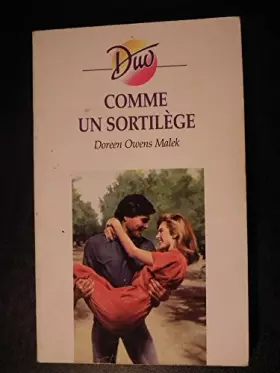 Duo
COMME
UN SORTILÈGE
Doreen Owens Malek